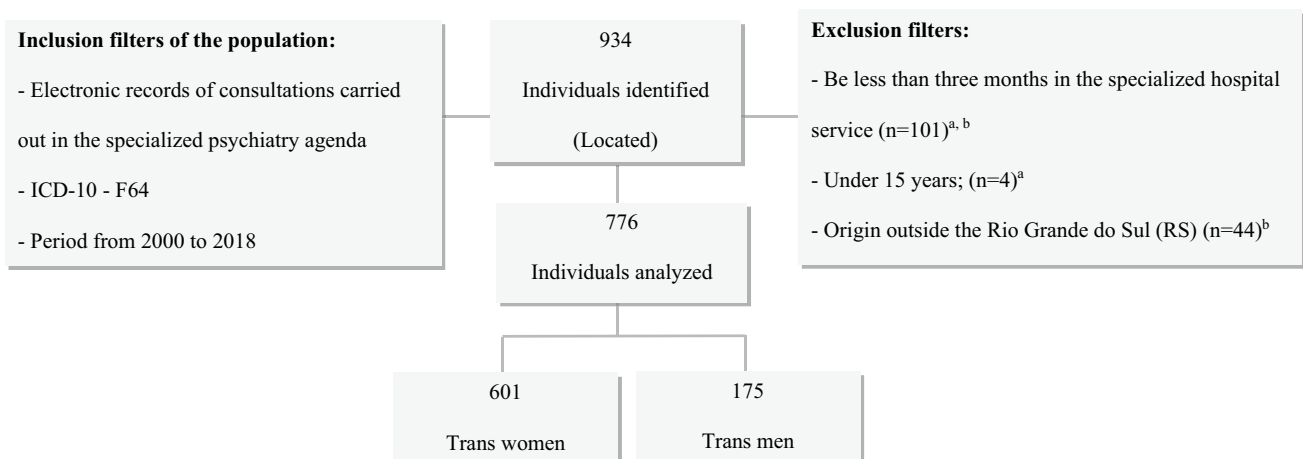 Inclusion filters of the population:
- Electronic records of consultations carried
out in the specialized psychiatry agenda
- ICD-10 - F64
- Period from 2000 to 2018
934
Individuals identified
(Located)
Exclusion filters:
- Be less than three months in the specialized hospital
service (n=101)a, b
- Under 15 years; (n=4)a
- Origin outside the Rio Grande do Sul (RS) (n=44)b
776
Individuals analyzed
601
Trans women
175
Trans men